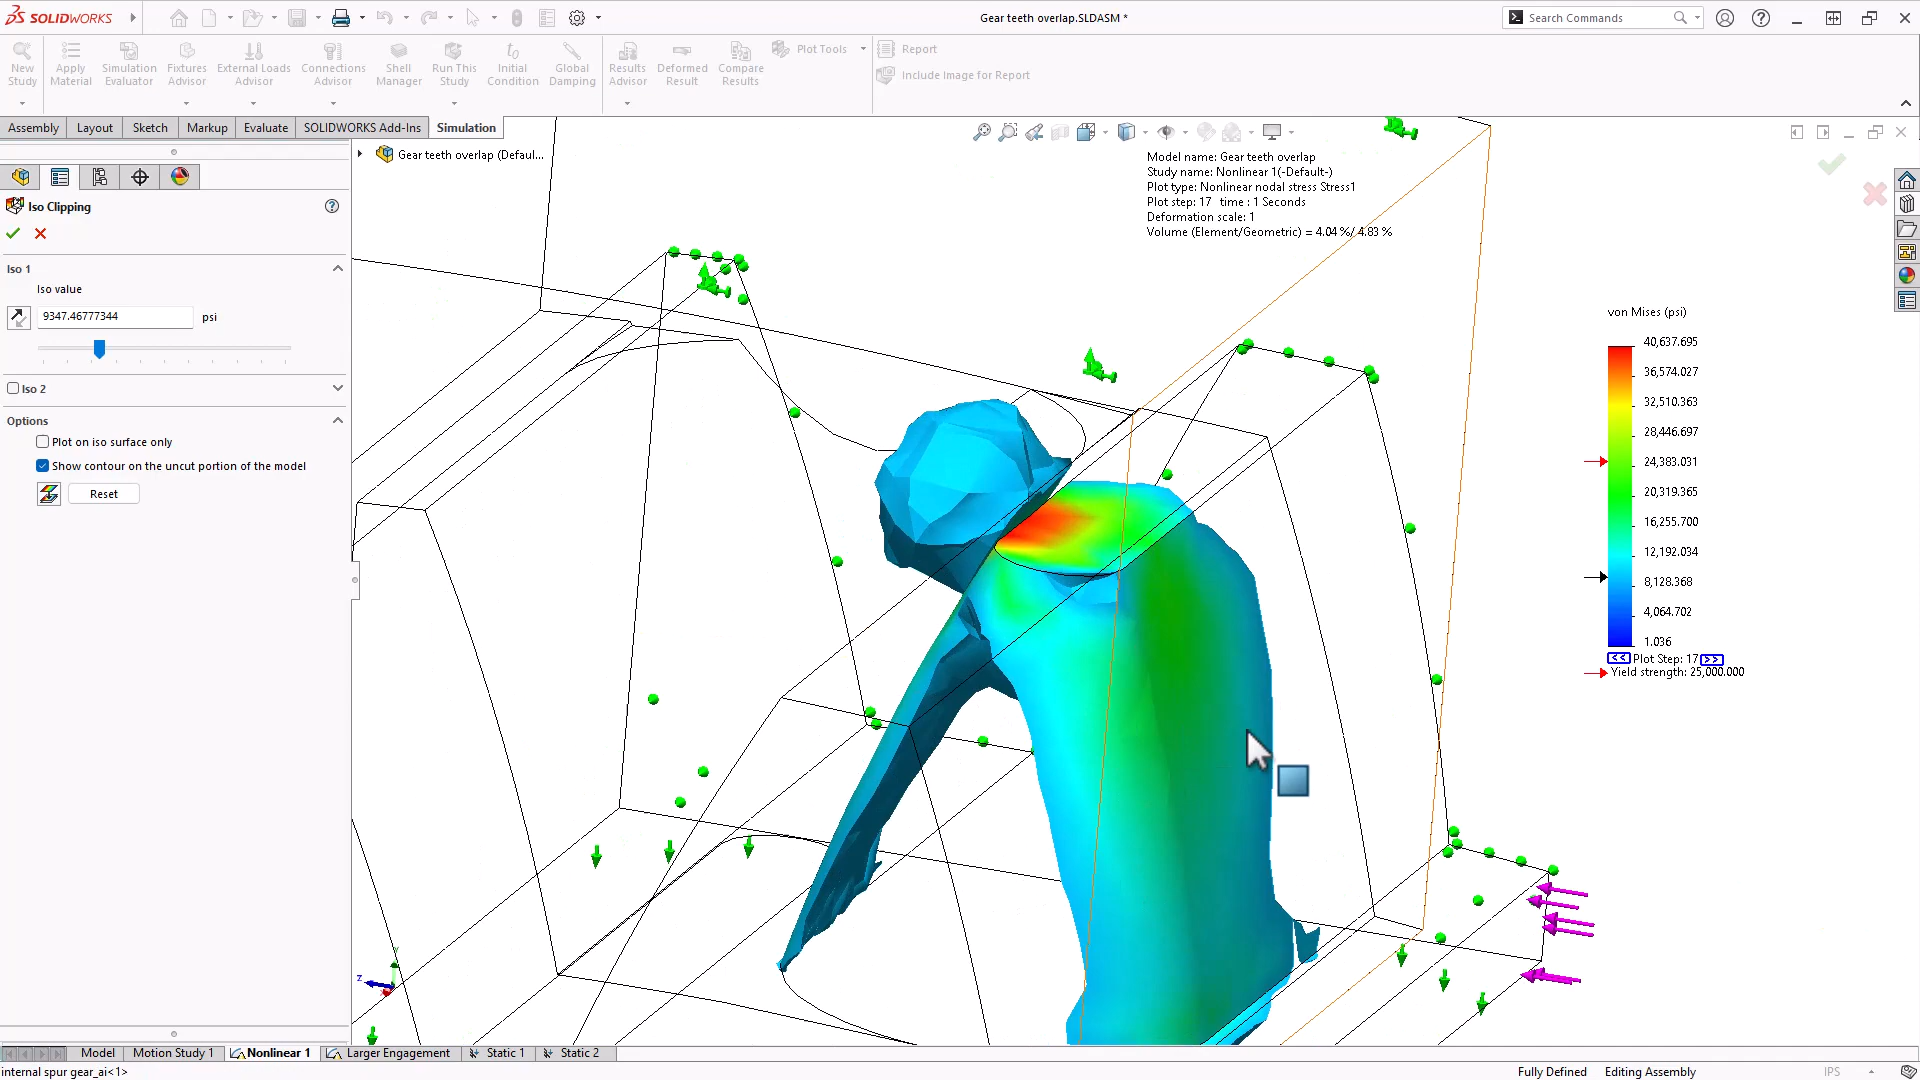 SOLIDWORKS
Gear teeth overlap.SLDASM *
Search Commands
New Study
Apply Material
Simulation Evaluator
Fixtures Advisor
External Loads Advisor
Connections Advisor
Shell Manager
Run This Study
Initial Condition
Global Damping
Results Advisor
Deformed Result
Compare Results
Plot Tools
Report
Include Image for Report
Assembly
Layout
Sketch
Markup
Evaluate
SOLIDWORKS Add-Ins
Simulation
Gear teeth overlap (Defaul...
Iso Clipping
Iso 1
Iso value
9347.46777344
psi
Iso 2
Options
Plot on iso surface only
Show contour on the uncut portion of the model
Reset
Model name: Gear teeth overlap
Study name: Nonlinear 1(-Default-)
Plot type: Nonlinear nodal stress Stress1
Plot step: 17   time : 1 Seconds
Deformation scale: 1
Volume (Element/Geometric) = 4.04 %/ 4.83 %
von Mises (psi)
40,637.695
36,574.027
32,510.363
28,446.697
24,383.031
20,319.365
16,255.700
12,192.034
8,128.368
4,064.702
1.036
<< Plot Step: 17 >>
Yield strength: 25,000.000
Y
Z
Model
Motion Study 1
Nonlinear 1
Larger Engagement
Static 1
Static 2
internal spur gear_ai<1>
Fully Defined
Editing Assembly
IPS